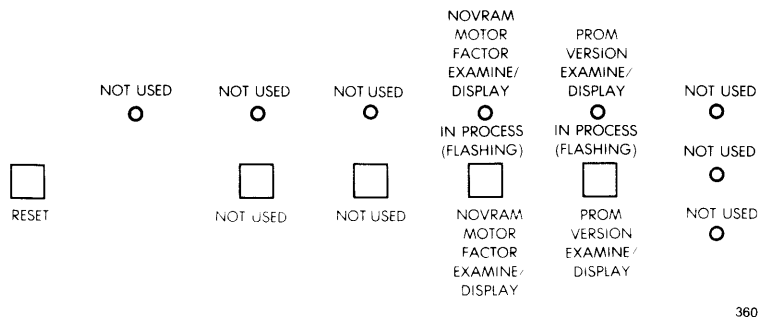 NOVRAM
MOTOR
FACTOR
EXAMINE/
DISPLAY
PROM
VERSION
EXAMINE/
DISPLAY
NOT USED
NOT USED
NOT USED
NOT USED
IN PROCESS
(FLASHING)
IN PROCESS
(FLASHING)
NOT USED
RESET
NOT USED
NOT USED
NOVRAM
MOTOR
FACTOR
EXAMINE/
DISPLAY
PROM
VERSION
EXAMINE/
DISPLAY
NOT USED
360